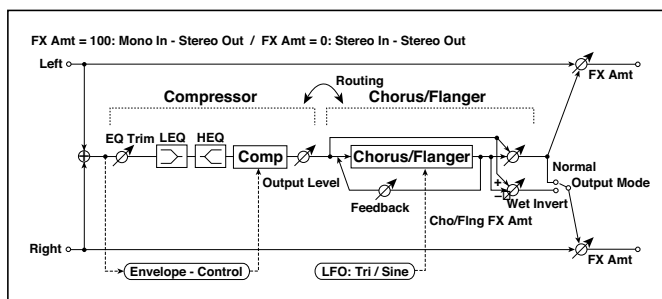 FX Amt = 100: Mono In - Stereo Out / FX Amt = 0: Stereo In - Stereo Out
Left
FX Amt
Routing
Compressor
Chorus/Flanger
EQ Trim
LEQ
HEQ
Comp
Chorus/Flanger
Normal
Output Level
Output Mode
+
−
Wet Invert
Feedback
Cho/Flng FX Amt
Right
FX Amt
Envelope - Control
LFO: Tri / Sine